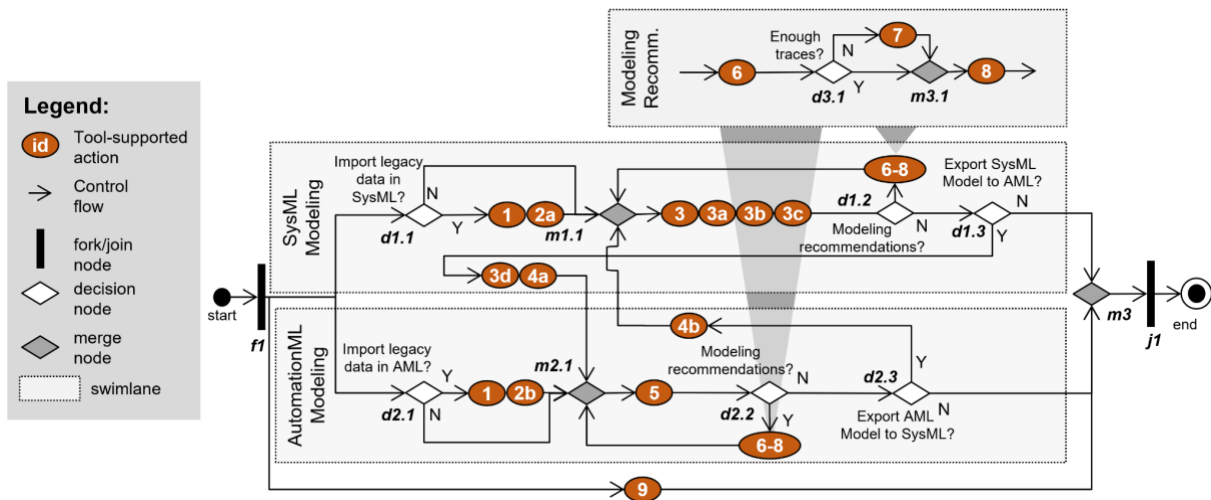 Legend:
id
Tool-supported
action
Control
flow
fork/join
node
decision
node
merge
node
swimlane
Modeling
Recomm.
6
Enough
traces?
N
7
Y
d3.1
m3.1
8
SysML
Modeling
Import legacy
data in
SysML?
N
Y
d1.1
1
2a
m1.1
3
3a
3b
3c
6-8
d1.2
N
Modeling
recommendations?
Export SysML
Model to AML?
N
d1.3
Y
3d
4a
start
f1
m3
j1
end
AutomationML
Modeling
Import legacy
data in AML?
Y
N
d2.1
1
2b
m2.1
5
4b
Modeling
recommendations?
N
d2.2
Y
6-8
d2.3
Y
N
Export AML
Model to SysML?
9